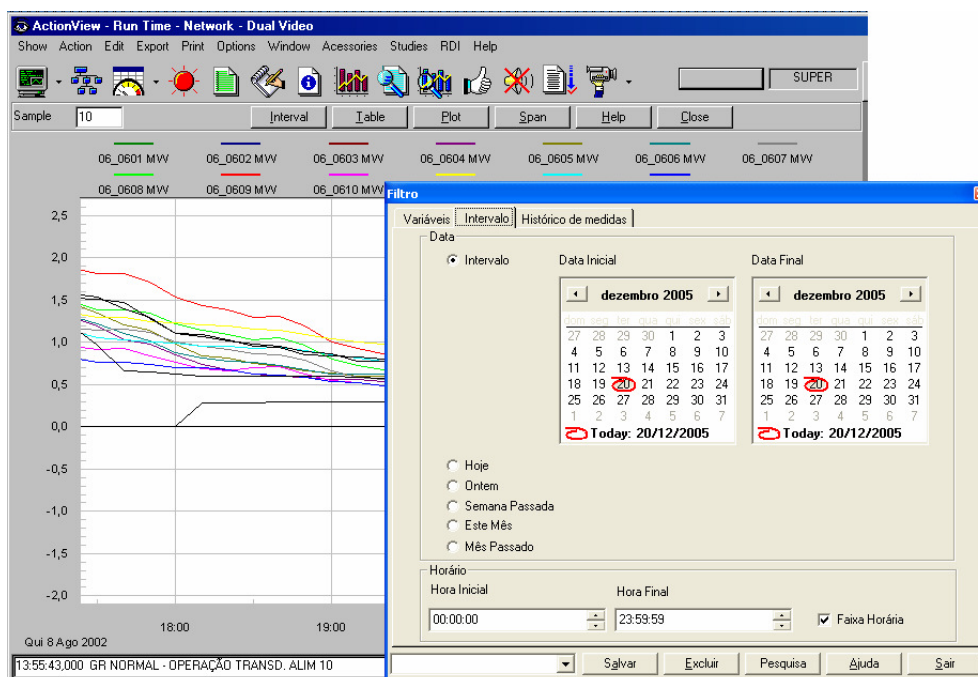 ActionView - Run Time - Network - Dual Video
Show Action Edit Export Print Options Window Acessories Studies RDI Help
SUPER
Sample 10 Interval Table Plot Span Help Close
06_0601 MW 06_0602 MW 06_0603 MW 06_0604 MW 06_0605 MW 06_0606 MW 06_0607 MW
06_0608 MW 06_0609 MW 06_0610 MW
2,5
2,0
1,5
1,0
0,5
0,0
-0,5
-1,0
-1,5
-2,0
18:00 19:00
Qui 8 Ago 2002
13:55:43,000 GR NORMAL - OPERAÇÃO TRANSD. ALIM 10
Filtro
Variáveis Intervalo Histórico de medidas
Data
Intervalo Data Inicial Data Final
dezembro 2005 dezembro 2005
dom seg ter qua qui sex sáb dom seg ter qua qui sex sáb
27 28 29 30 1 2 3 27 28 29 30 1 2 3
4 5 6 7 8 9 10 4 5 6 7 8 9 10
11 12 13 14 15 16 17 11 12 13 14 15 16 17
18 19 20 21 22 23 24 18 19 20 21 22 23 24
25 26 27 28 29 30 31 25 26 27 28 29 30 31
1 2 3 4 5 6 7 1 2 3 4 5 6 7
Today: 20/12/2005 Today: 20/12/2005
Hoje
Ontem
Semana Passada
Este Mês
Mês Passado
Horário
Hora Inicial Hora Final
00:00:00 23:59:59 Faixa Horária
Salvar Excluir Pesquisa Ajuda Sair